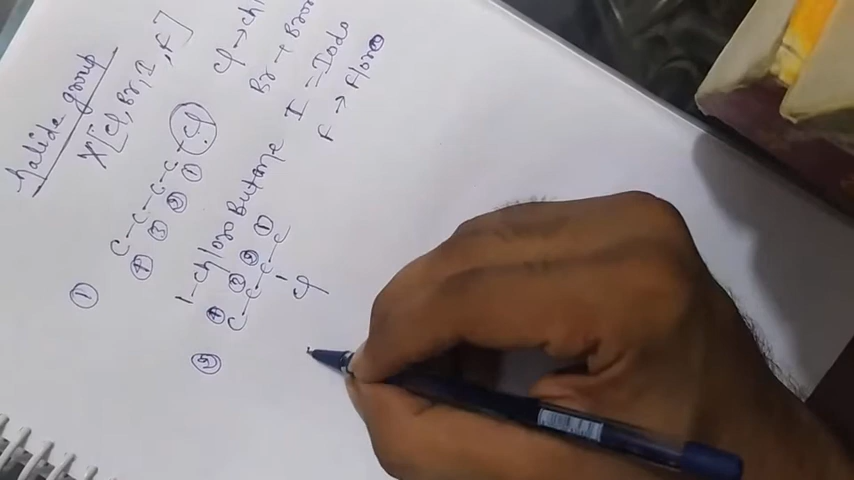 halide group
X [Cl, Br, I, F]
Cl → Chl
Br → Bro
I = Iodo
F → Floro
① C-C-C-C-Cl
④ ③ ② ①
1-chloro Butane
④ ③ ② ①
② C-C-C-C
Cl